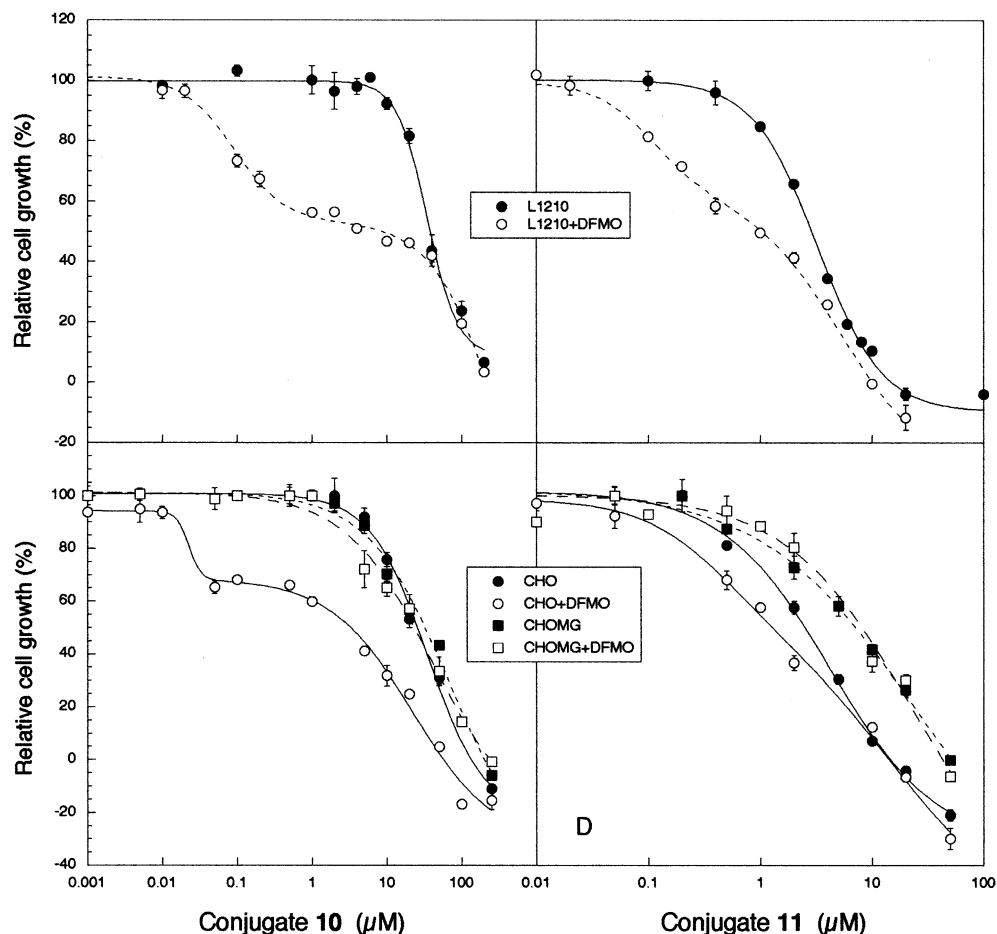 120
100
80
60
40
20
0
-20
Relative cell growth (%)
L1210
L1210+DFMO
100
80
60
40
20
0
-20
-40
Relative cell growth (%)
CHO
CHO+DFMO
CHOMG
CHOMG+DFMO
D
0.001 0.01 0.1 1 10 100
0.01 0.1 1 10 100
Conjugate 10 (µM)
Conjugate 11 (µM)